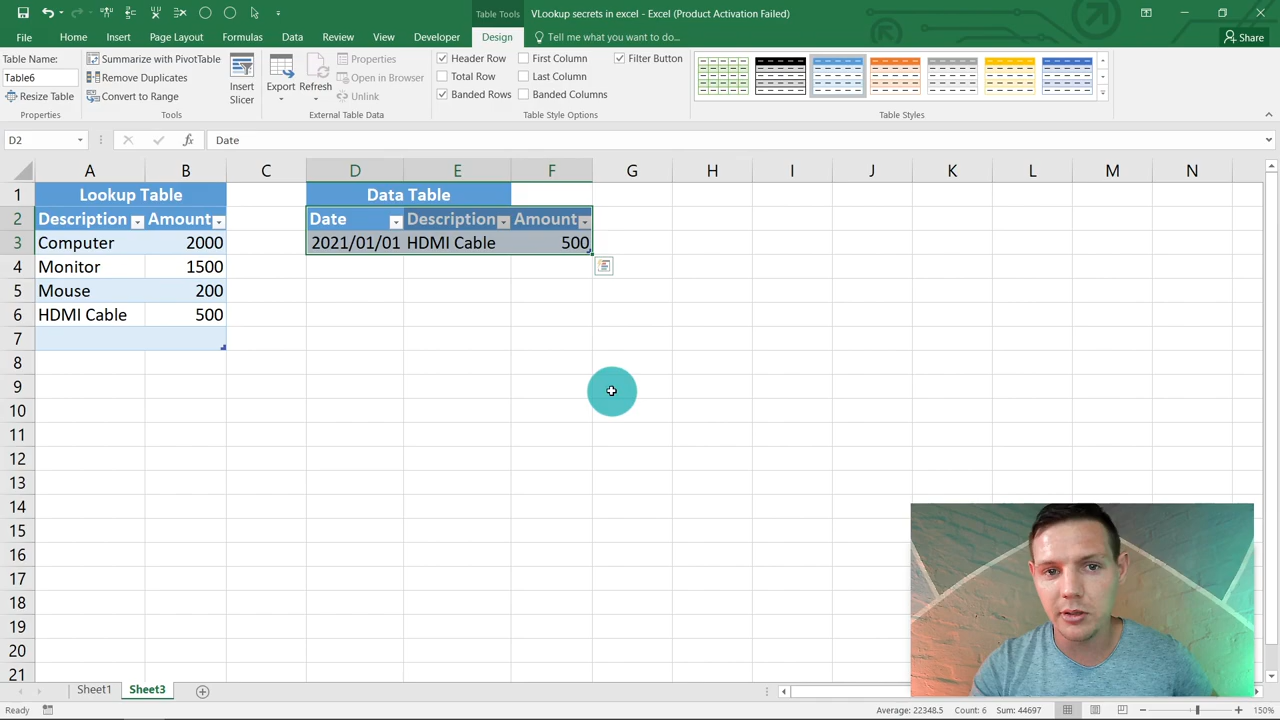 Table Tools
VLookup secrets in excel - Excel (Product Activation Failed)
File Home Insert Page Layout Formulas Data Review View Developer Design Tell me what you want to do... Share
Table Name:
Table6
Resize Table
Properties
Summarize with PivotTable
Remove Duplicates
Convert to Range
Tools
Insert
Slicer
Export
Refresh
Properties
Open in Browser
Unlink
External Table Data
Header Row First Column Filter Button
Total Row Last Column
Banded Rows Banded Columns
Table Style Options
Table Styles
D2 fx Date
A B C D E F G H I J K L M N
1 Lookup Table Data Table
2 Description Amount Date Description Amount
3 Computer 2000 2021/01/01 HDMI Cable 500
4 Monitor 1500
5 Mouse 200
6 HDMI Cable 500
7
8
9
10
11
12
13
14
15
16
17
18
19
20
21
Sheet1 Sheet3
Ready Average: 22348.5 Count: 6 Sum: 44697 150%